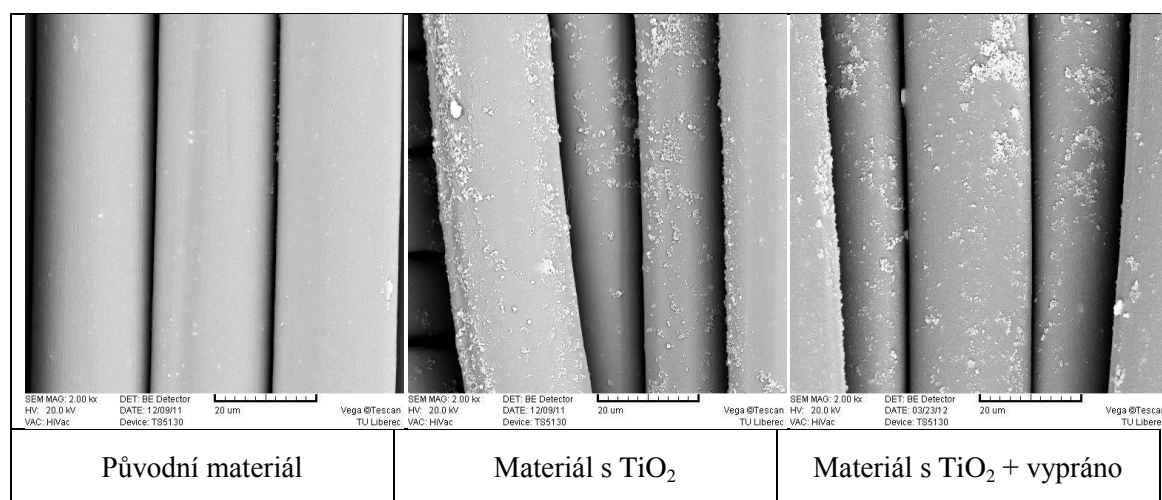 SEM MAG: 2.00 kx DET: BE Detector
HV: 20.0 kV DATE: 12/09/11 20 um Vega ©Tescan
VAC: HiVac Device: TS5130 TU Liberec
SEM MAG: 2.00 kx DET: BE Detector
HV: 20.0 kV DATE: 12/09/11 20 um Vega ©Tescan
VAC: HiVac Device: TS5130 TU Liberec
SEM MAG: 2.00 kx DET: BE Detector
HV: 20.0 kV DATE: 03/23/12 20 um Vega ©Tescan
VAC: HiVac Device: TS5130 TU Liberec
Původní materiál
Materiál s TiO₂
Materiál s TiO₂ + vypráno